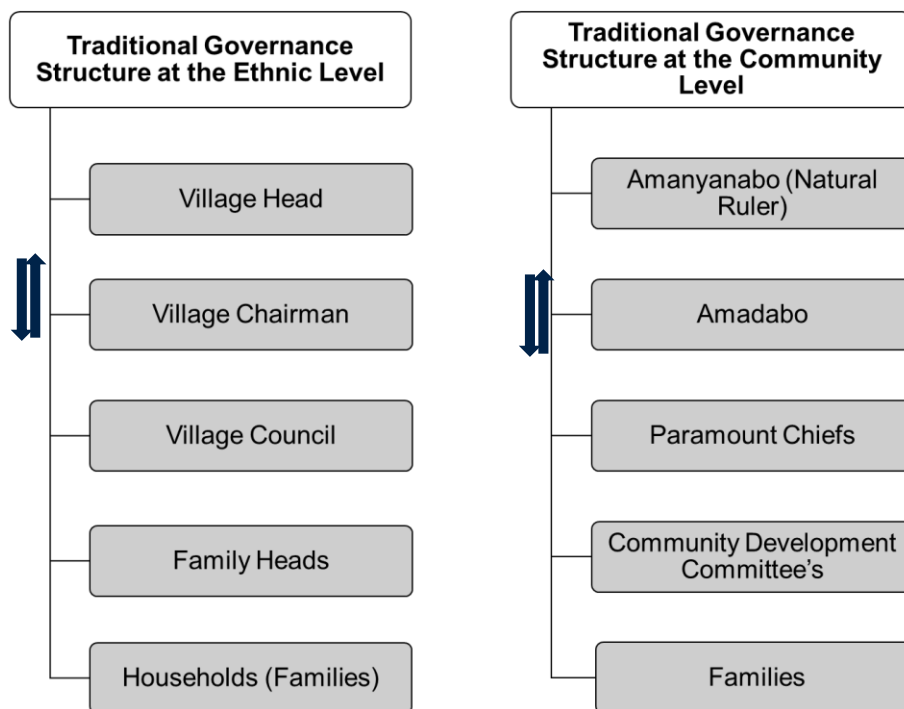 Traditional Governance
Structure at the Ethnic Level
Village Head
Village Chairman
Village Council
Family Heads
Households (Families)
Traditional Governance
Structure at the Community
Level
Amanyanabo (Natural
Ruler)
Amadabo
Paramount Chiefs
Community Development
Committee’s
Families